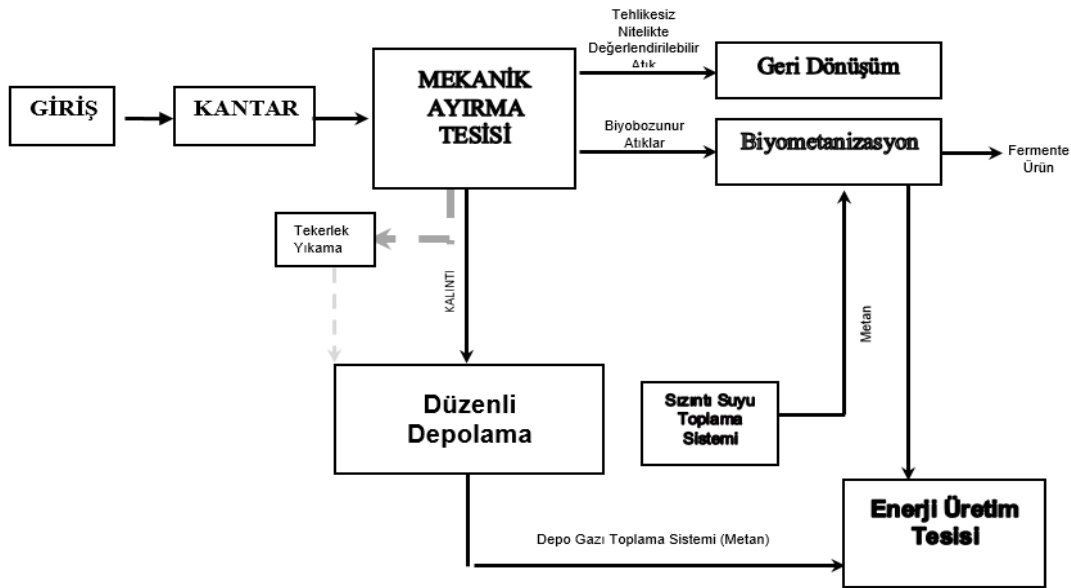 GİRİŞ
KANTAR
MEKANİK
AYIRMA
TESİSİ
Tehlikesiz
Nitelikte
Değerlendirilebilir
Atık
Geri Dönüşüm
Biyobozunur
Atıklar
Biyometanizasyon
Fermente
Ürün
Tekerlek
Yıkama
KALINTI
Metan
Düzenli
Depolama
Sızıntı Suyu
Toplama
Sistemi
Enerji Üretim
Tesisi
Depo Gazı Toplama Sistemi (Metan)